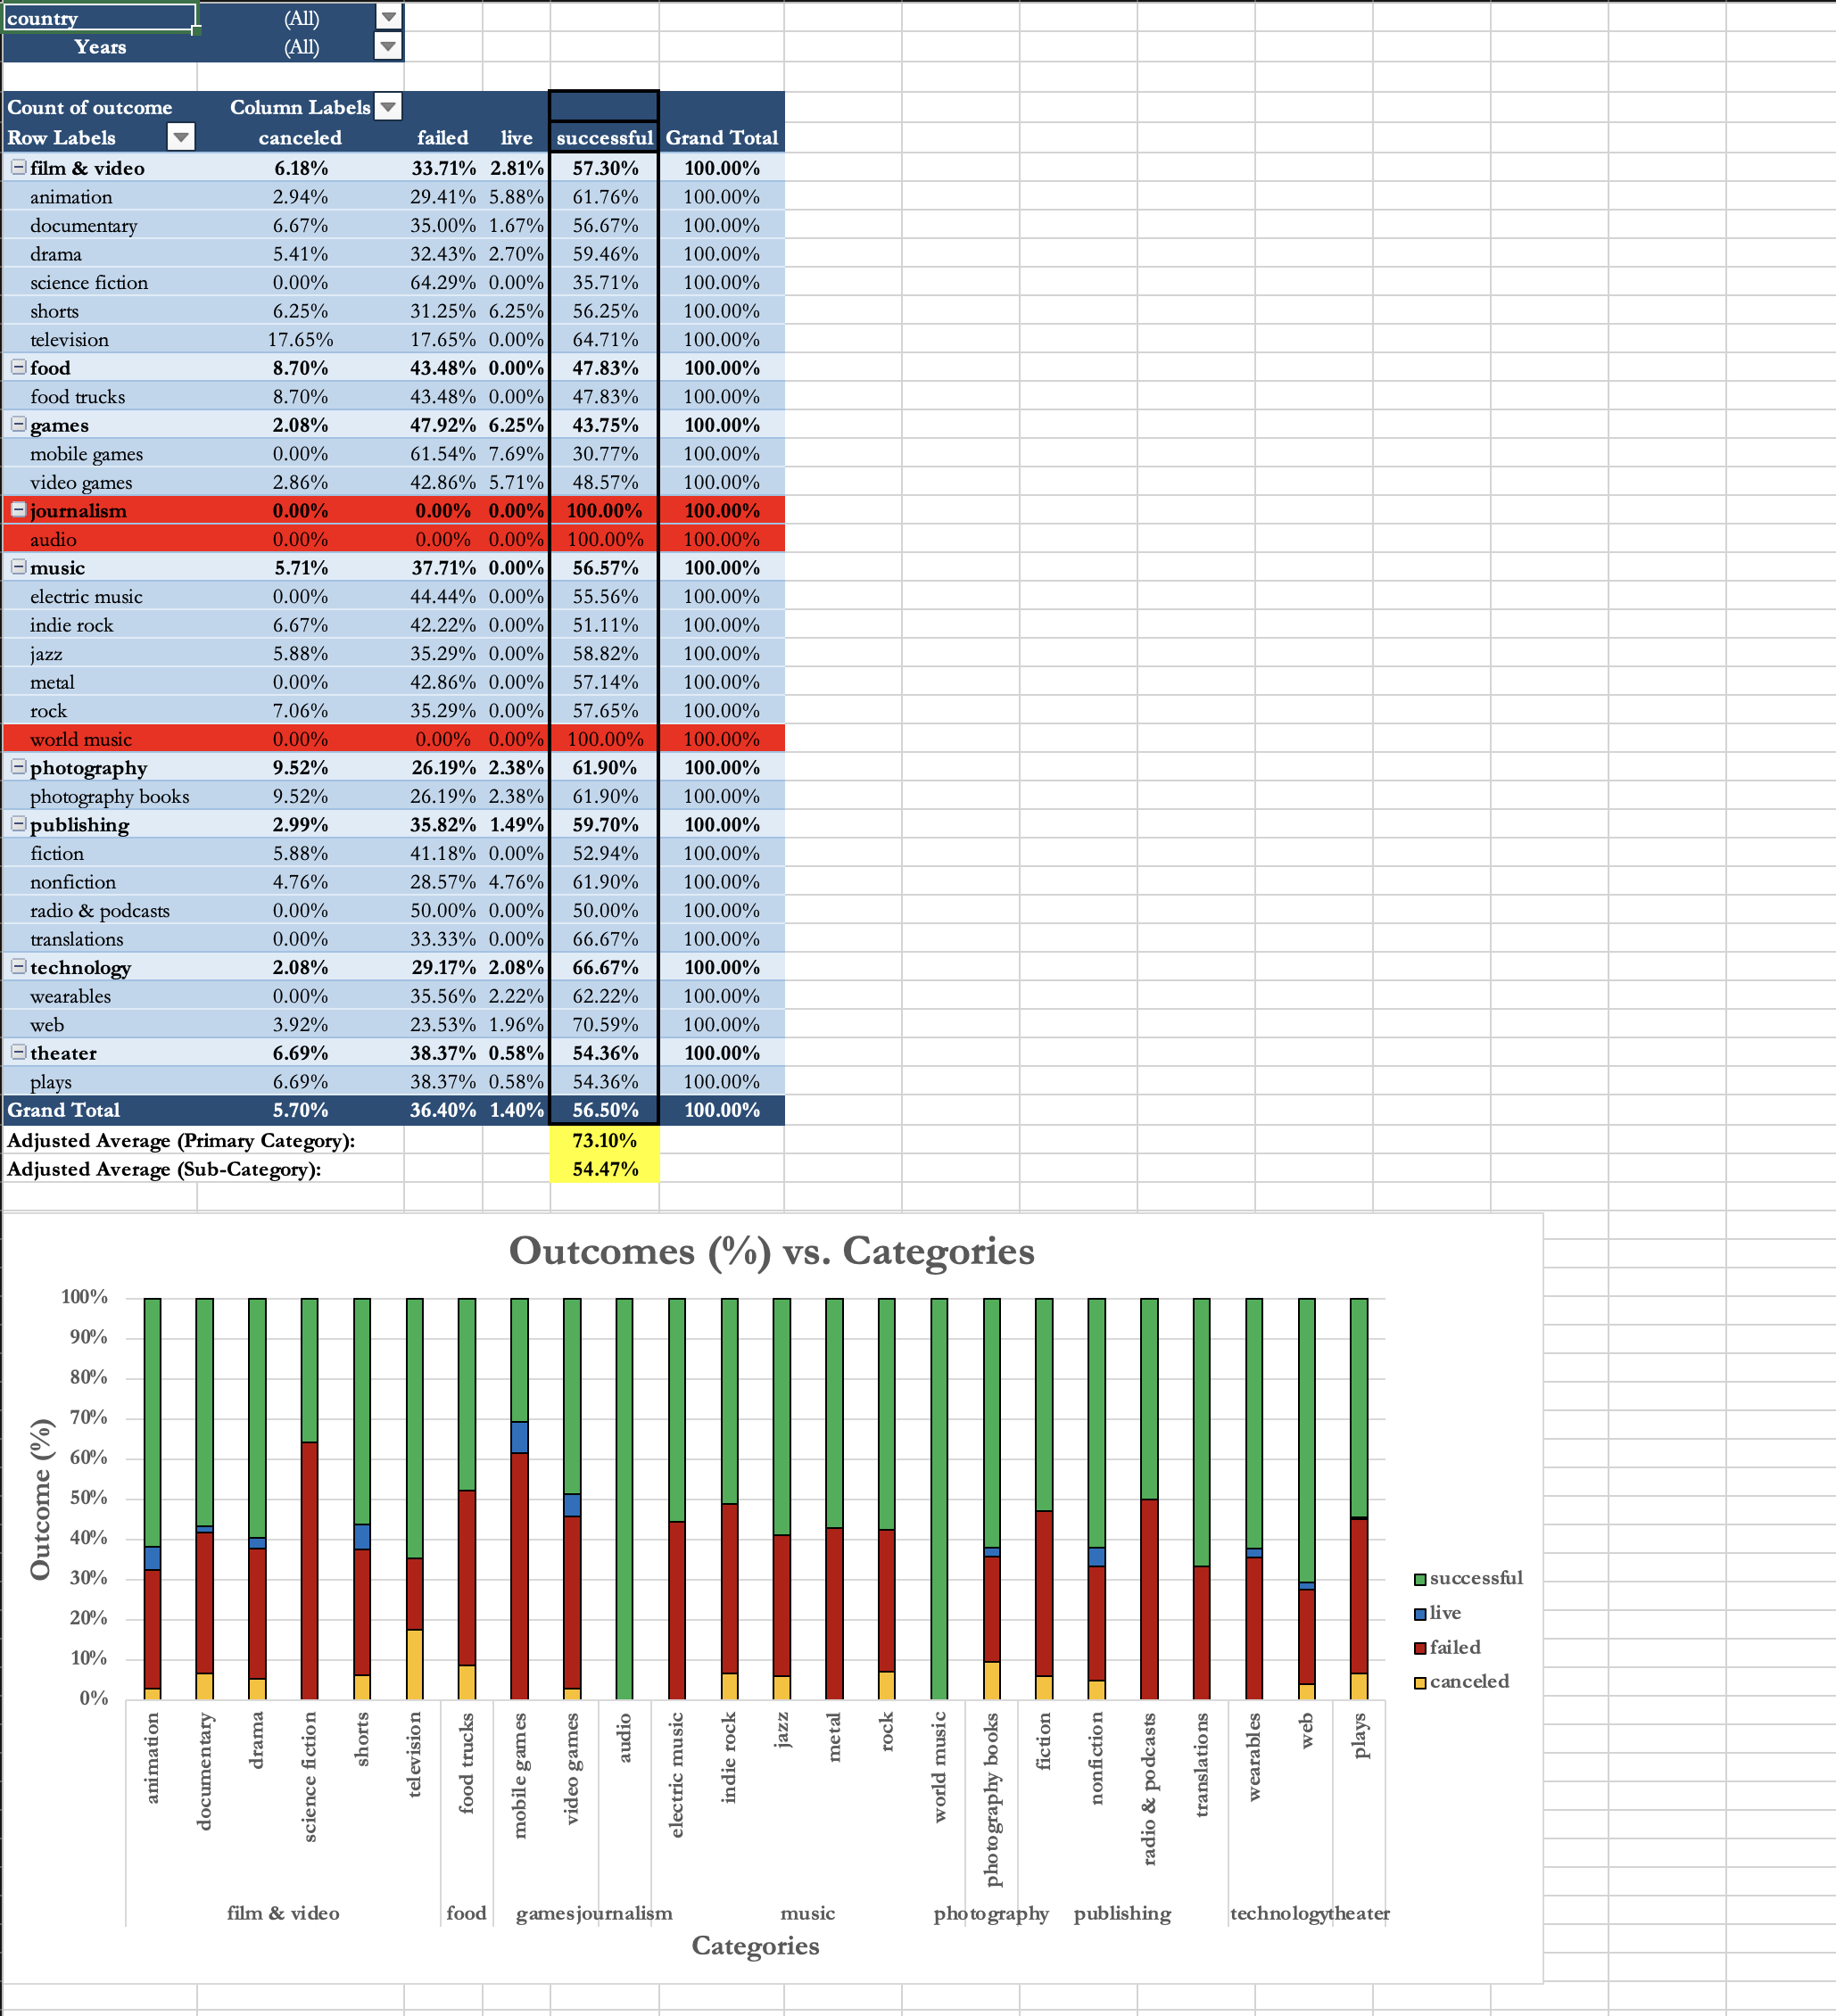 country (All)
Years (All)
Count of outcome Column Labels
Row Labels canceled failed live successful Grand Total
film & video 6.18% 33.71% 2.81% 57.30% 100.00%
animation 2.94% 29.41% 5.88% 61.76% 100.00%
documentary 6.67% 35.00% 1.67% 56.67% 100.00%
drama 5.41% 32.43% 2.70% 59.46% 100.00%
science fiction 0.00% 64.29% 0.00% 35.71% 100.00%
shorts 6.25% 31.25% 6.25% 56.25% 100.00%
television 17.65% 17.65% 0.00% 64.71% 100.00%
food 8.70% 43.48% 0.00% 47.83% 100.00%
food trucks 8.70% 43.48% 0.00% 47.83% 100.00%
games 2.08% 47.92% 6.25% 43.75% 100.00%
mobile games 0.00% 61.54% 7.69% 30.77% 100.00%
video games 2.86% 42.86% 5.71% 48.57% 100.00%
journalism 0.00% 0.00% 0.00% 100.00% 100.00%
audio 0.00% 0.00% 0.00% 100.00% 100.00%
music 5.71% 37.71% 0.00% 56.57% 100.00%
electric music 0.00% 44.44% 0.00% 55.56% 100.00%
indie rock 6.67% 42.22% 0.00% 51.11% 100.00%
jazz 5.88% 35.29% 0.00% 58.82% 100.00%
metal 0.00% 42.86% 0.00% 57.14% 100.00%
rock 7.06% 35.29% 0.00% 57.65% 100.00%
world music 0.00% 0.00% 0.00% 100.00% 100.00%
photography 9.52% 26.19% 2.38% 61.90% 100.00%
photography books 9.52% 26.19% 2.38% 61.90% 100.00%
publishing 2.99% 35.82% 1.49% 59.70% 100.00%
fiction 5.88% 41.18% 0.00% 52.94% 100.00%
nonfiction 4.76% 28.57% 4.76% 61.90% 100.00%
radio & podcasts 0.00% 50.00% 0.00% 50.00% 100.00%
translations 0.00% 33.33% 0.00% 66.67% 100.00%
technology 2.08% 29.17% 2.08% 66.67% 100.00%
wearables 0.00% 35.56% 2.22% 62.22% 100.00%
web 3.92% 23.53% 1.96% 70.59% 100.00%
theater 6.69% 38.37% 0.58% 54.36% 100.00%
plays 6.69% 38.37% 0.58% 54.36% 100.00%
Grand Total 5.70% 36.40% 1.40% 56.50% 100.00%
Adjusted Average (Primary Category): 73.10%
Adjusted Average (Sub-Category): 54.47%
Outcomes (%) vs. Categories
100%
90%
80%
70%
60%
50%
40%
30%
20%
10%
0%
Outcome (%)
successful
live
failed
canceled
animation
documentary
drama
science fiction
shorts
television
food trucks
mobile games
video games
audio
electric music
indie rock
jazz
metal
rock
world music
photography books
fiction
nonfiction
radio & podcasts
translations
wearables
web
plays
film & video food games journalism music photography publishing technology theater
Categories